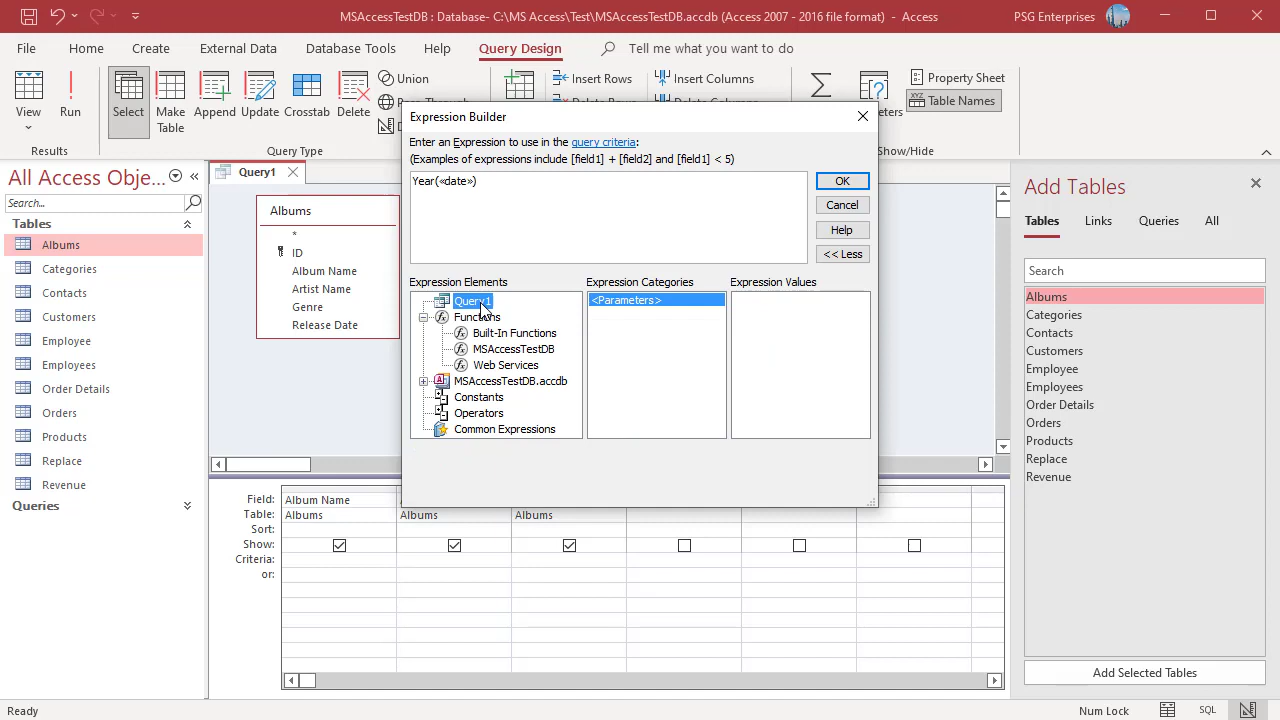 MSAccessTestDB : Database- C:\MS Access\Test\MSAccessTestDB.accdb (Access 2007 - 2016 file format) - Access
PSG Enterprises
File
Home
Create
External Data
Database Tools
Help
Query Design
Tell me what you want to do
View
Run
Select
Make Table
Append
Update
Crosstab
Delete
Union
Insert Rows
Insert Columns
Property Sheet
Table Names
Results
Query Type
Show/Hide
Expression Builder
Enter an Expression to use in the query criteria:
(Examples of expressions include [field1] + [field2] and [field1] < 5)
Year(«date»)
OK
Cancel
Help
<< Less
Expression Elements
Expression Categories
Expression Values
Query1
Functions
Built-In Functions
MSAccessTestDB
Web Services
MSAccessTestDB.accdb
Constants
Operators
Common Expressions
<Parameters>
All Access Obje...
Search...
Tables
Albums
Categories
Contacts
Customers
Employee
Employees
Order Details
Orders
Products
Replace
Revenue
Queries
Query1
Albums
*
ID
Album Name
Artist Name
Genre
Release Date
Field: Album Name
Table: Albums Albums Albums
Sort:
Show:
Criteria:
or:
Add Tables
Tables
Links
Queries
All
Search
Albums
Categories
Contacts
Customers
Employee
Employees
Order Details
Orders
Products
Replace
Revenue
Add Selected Tables
Ready
Num Lock
SQL